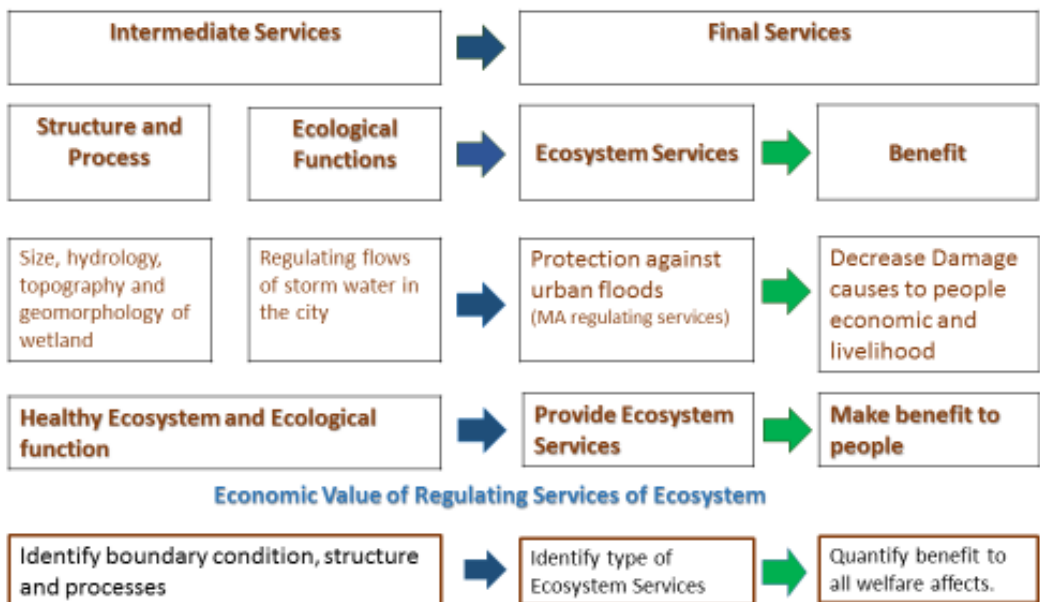 Intermediate Services
Final Services
Structure and
Process
Ecological
Functions
Ecosystem Services
Benefit
Size, hydrology,
topography and
geomorphology of
wetland
Regulating flows
of storm water in
the city
Protection against
urban floods
(MA regulating services)
Decrease Damage
causes to people
economic and
livelihood
Healthy Ecosystem and Ecological
function
Provide Ecosystem
Services
Make benefit to
people
Economic Value of Regulating Services of Ecosystem
Identify boundary condition, structure
and processes
Identify type of
Ecosystem Services
Quantify benefit to
all welfare affects.